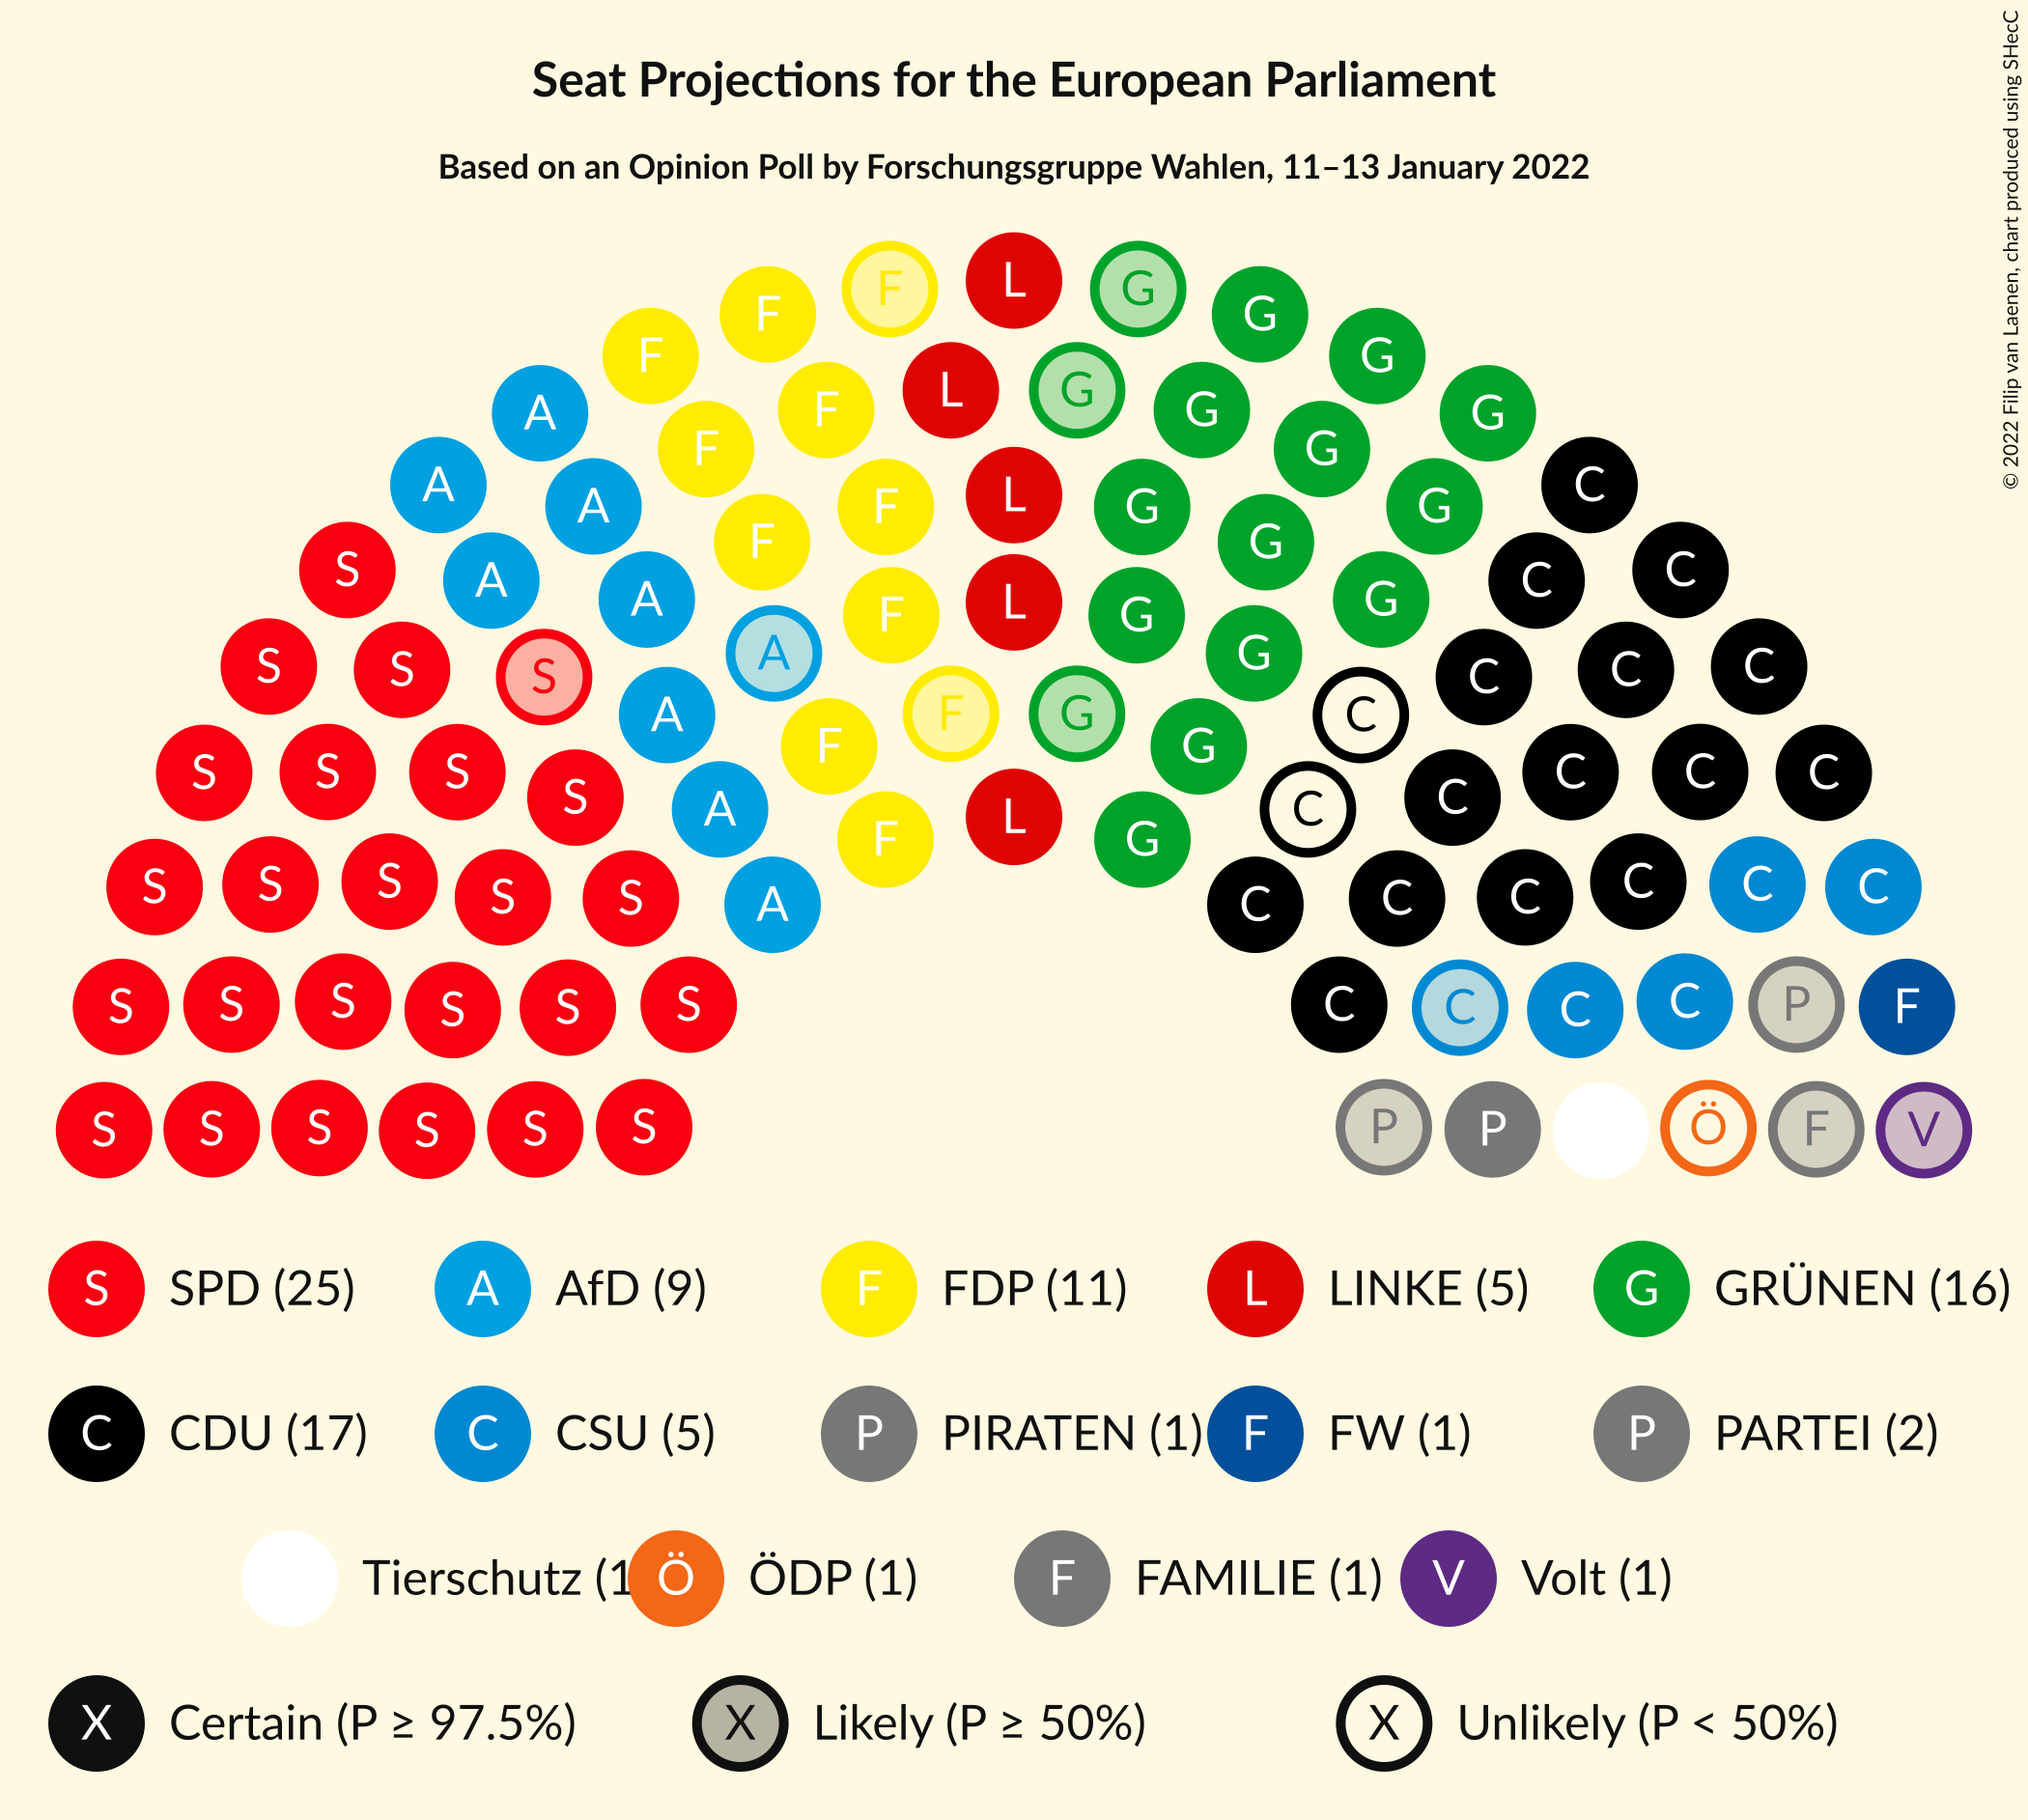 Seat Projections for the European Parliament
Based on an Opinion Poll by Forschungsgruppe Wahlen, 11–13 January 2022
© 2022 Filip van Laenen, chart produced using SHecC
F L G
F G
F G
A F L G G G
F G
A A F L G G C
F G
S A A F L G G C C
S S S A G C C C
A F G C
S S S F G C C C
S A L C C
F G
S S S S S A C C C C C C
S S S S S S C C C C P F
S S S S S S P P Ö F V
S SPD (25) A AfD (9) F FDP (11) L LINKE (5) G GRÜNEN (16)
C CDU (17) C CSU (5) P PIRATEN (1) F FW (1) P PARTEI (2)
Tierschutz (1 Ö ÖDP (1) F FAMILIE (1) V Volt (1)
X Certain (P ≥ 97.5%) X Likely (P ≥ 50%) X Unlikely (P < 50%)